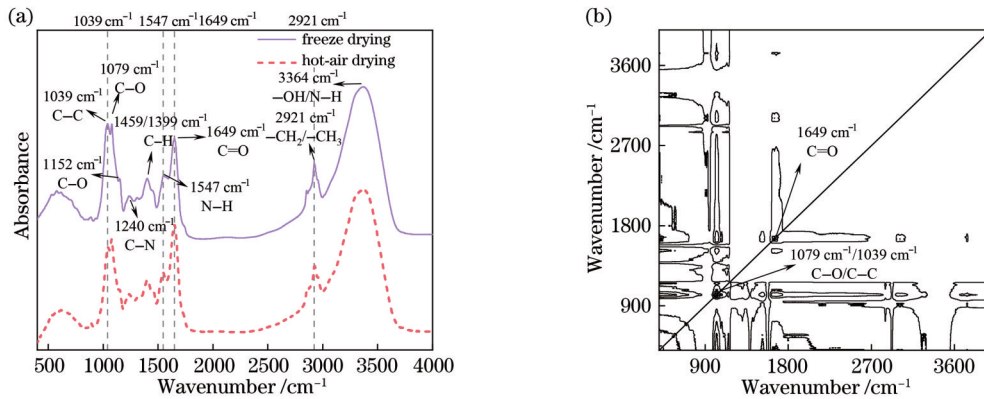 (a)
1039 cm⁻¹ 1547 cm⁻¹ 1649 cm⁻¹ 2921 cm⁻¹
freeze drying
hot-air drying
1079 cm⁻¹
C–O
1039 cm⁻¹
C–C
1459/1399 cm⁻¹
C–H
3364 cm⁻¹
–OH/N–H
2921 cm⁻¹
–CH₂/–CH₃
1649 cm⁻¹
C=O
1152 cm⁻¹
C–O
1547 cm⁻¹
N–H
1240 cm⁻¹
C–N
Absorbance
500 1000 1500 2000 2500 3000 3500 4000
Wavenumber /cm⁻¹
(b)
3600
2700
1800
900
Wavenumber /cm⁻¹
1649 cm⁻¹
C=O
1079 cm⁻¹/1039 cm⁻¹
C–O/C–C
900 1800 2700 3600
Wavenumber /cm⁻¹